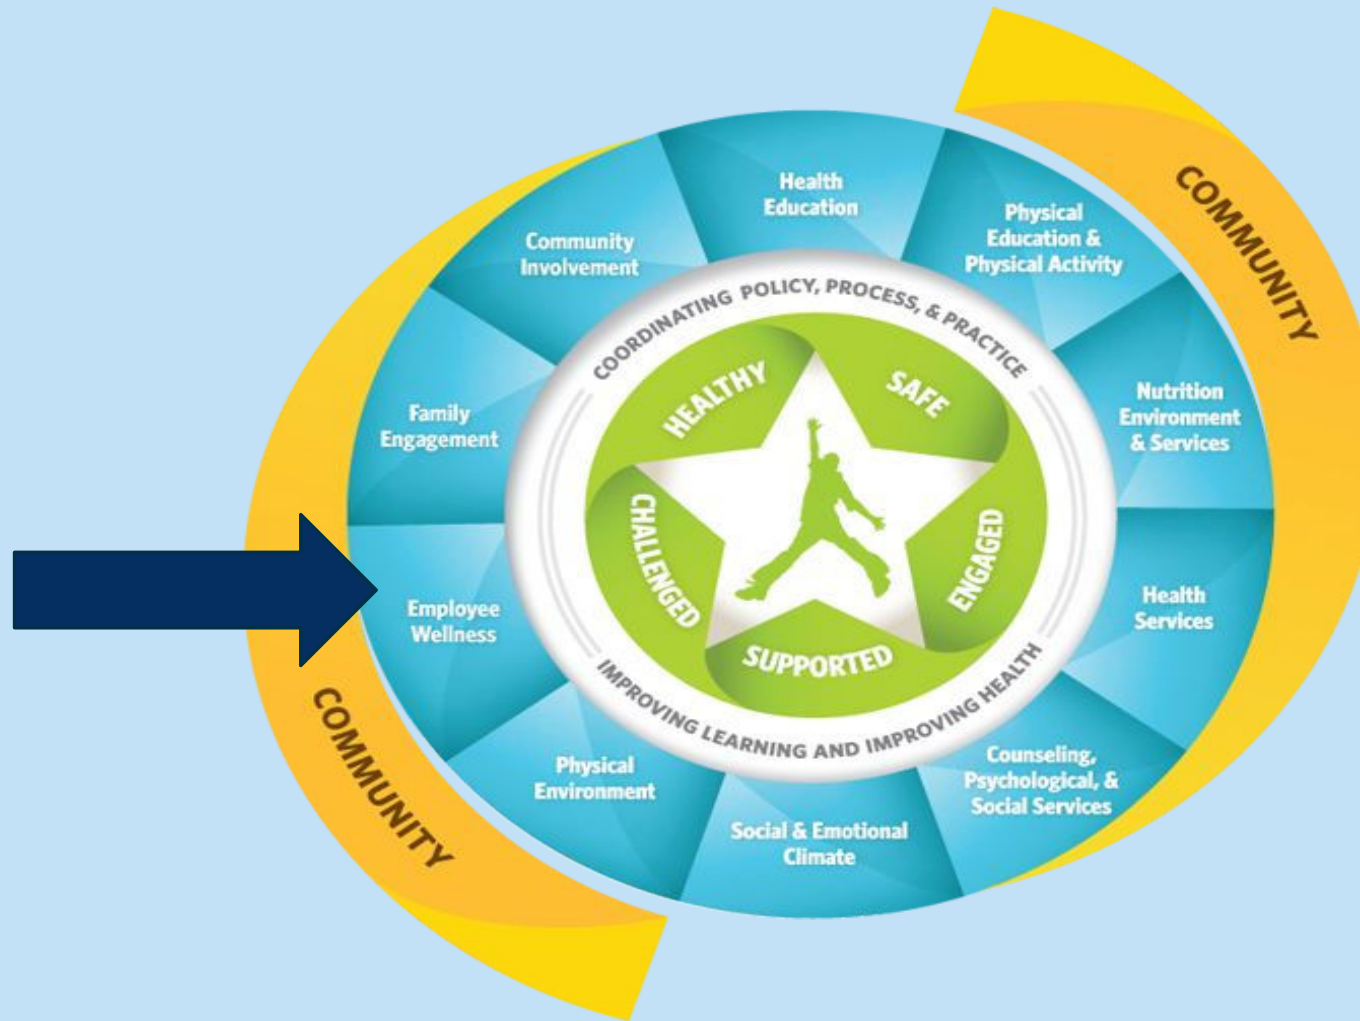 COMMUNITY
Health
Education
Physical
Education &
Physical Activity
Nutrition
Environment
& Services
Health
Services
Counseling,
Psychological, &
Social Services
Social & Emotional
Climate
Physical
Environment
Employee
Wellness
Family
Engagement
Community
Involvement
COORDINATING POLICY, PROCESS, & PRACTICE
IMPROVING LEARNING AND IMPROVING HEALTH
HEALTHY
SAFE
ENGAGED
SUPPORTED
CHALLENGED
COMMUNITY